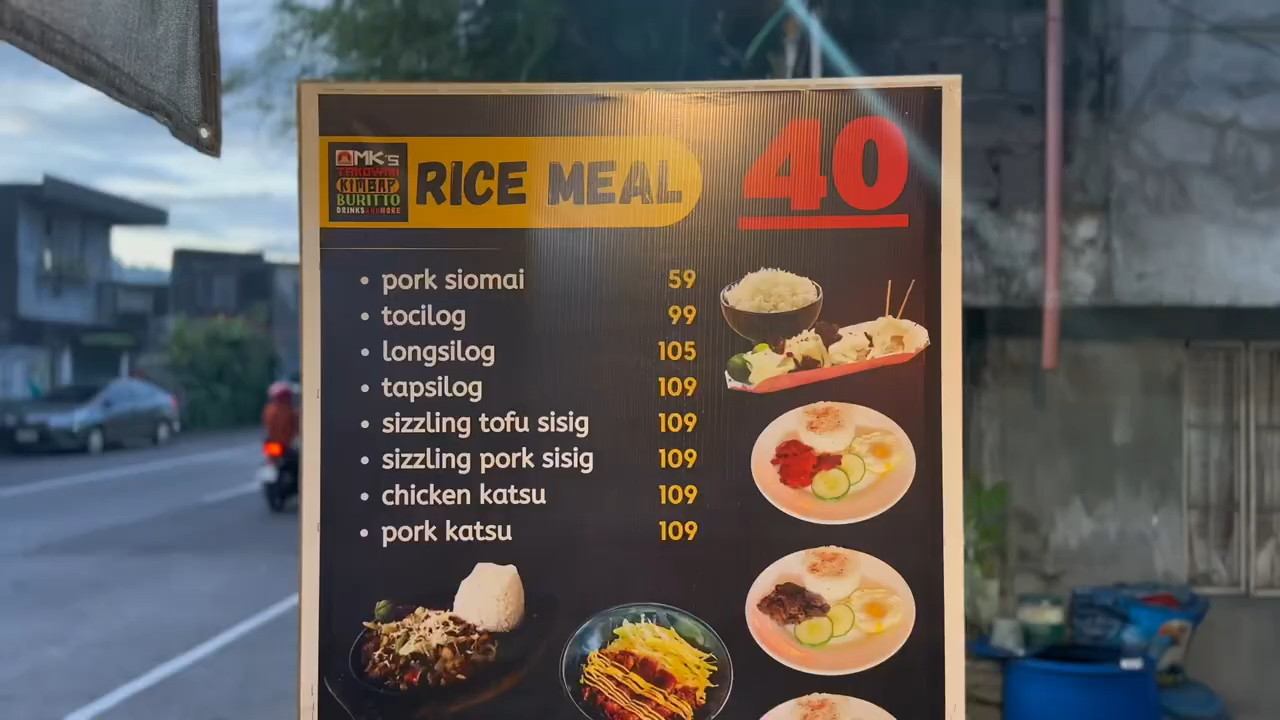 MK's
TAKOYAKI
KIMBAP
BURITTO
DRINKS AND MORE
RICE MEAL
40
• pork siomai 59
• tocilog 99
• longsilog 105
• tapsilog 109
• sizzling tofu sisig 109
• sizzling pork sisig 109
• chicken katsu 109
• pork katsu 109